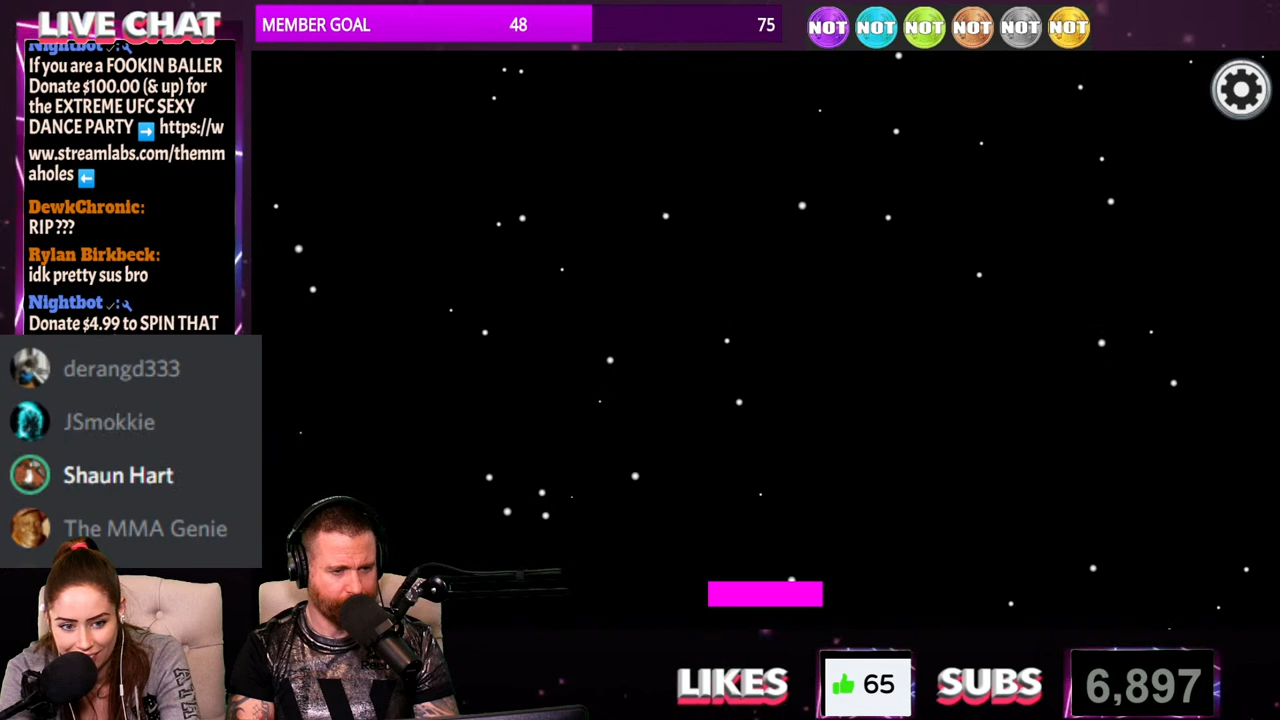 LIVE CHAT
Nightbot
If you are a FOOKIN BALLER
Donate $100.00 (& up) for
the EXTREME UFC SEXY
DANCE PARTY ➡ https://w
ww.streamlabs.com/themm
aholes ⬅
DewkChronic:
RIP???
Rylan Birkbeck:
idk pretty sus bro
Nightbot :
Donate $4.99 to SPIN THAT
derangd333
JSmokkie
Shaun Hart
The MMA Genie
MEMBER GOAL 48 75
NOT NOT NOT NOT NOT NOT
LIKES 65 SUBS 6,897